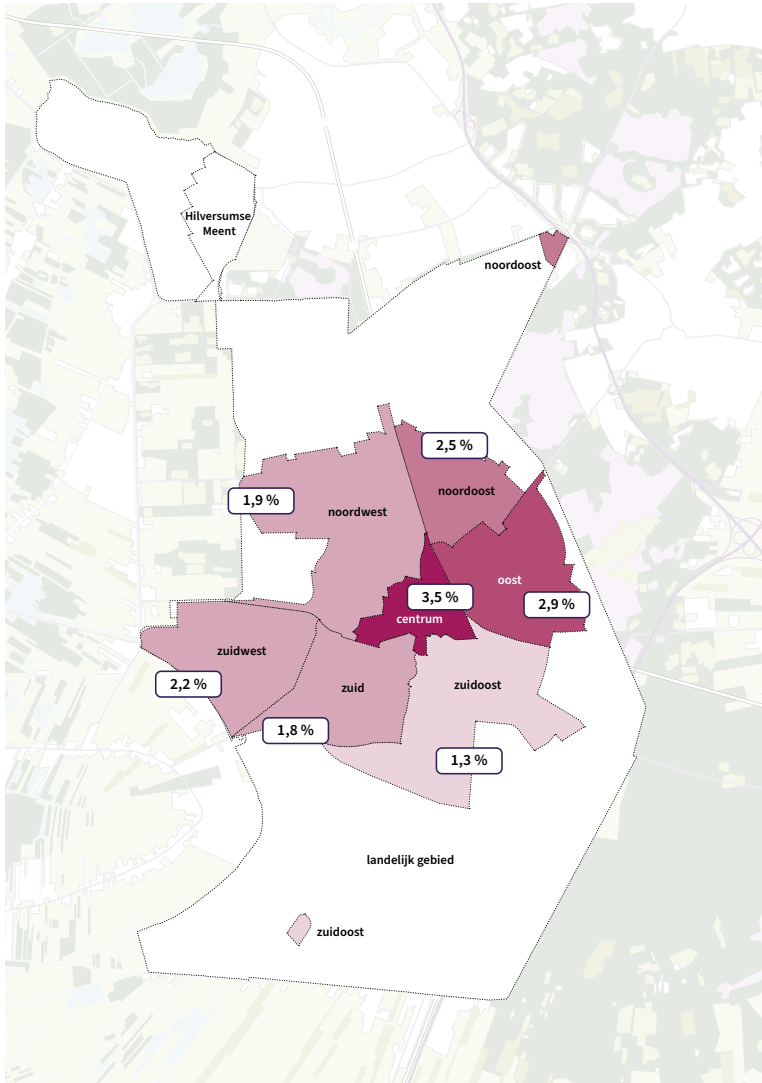 Hilversumse
Meent
noordoost
2,5 %
noordoost
1,9 %
noordwest
oost
3,5 %
2,9 %
centrum
zuidwest
2,2 %
zuid
zuidoost
1,8 %
1,3 %
landelijk gebied
zuidoost